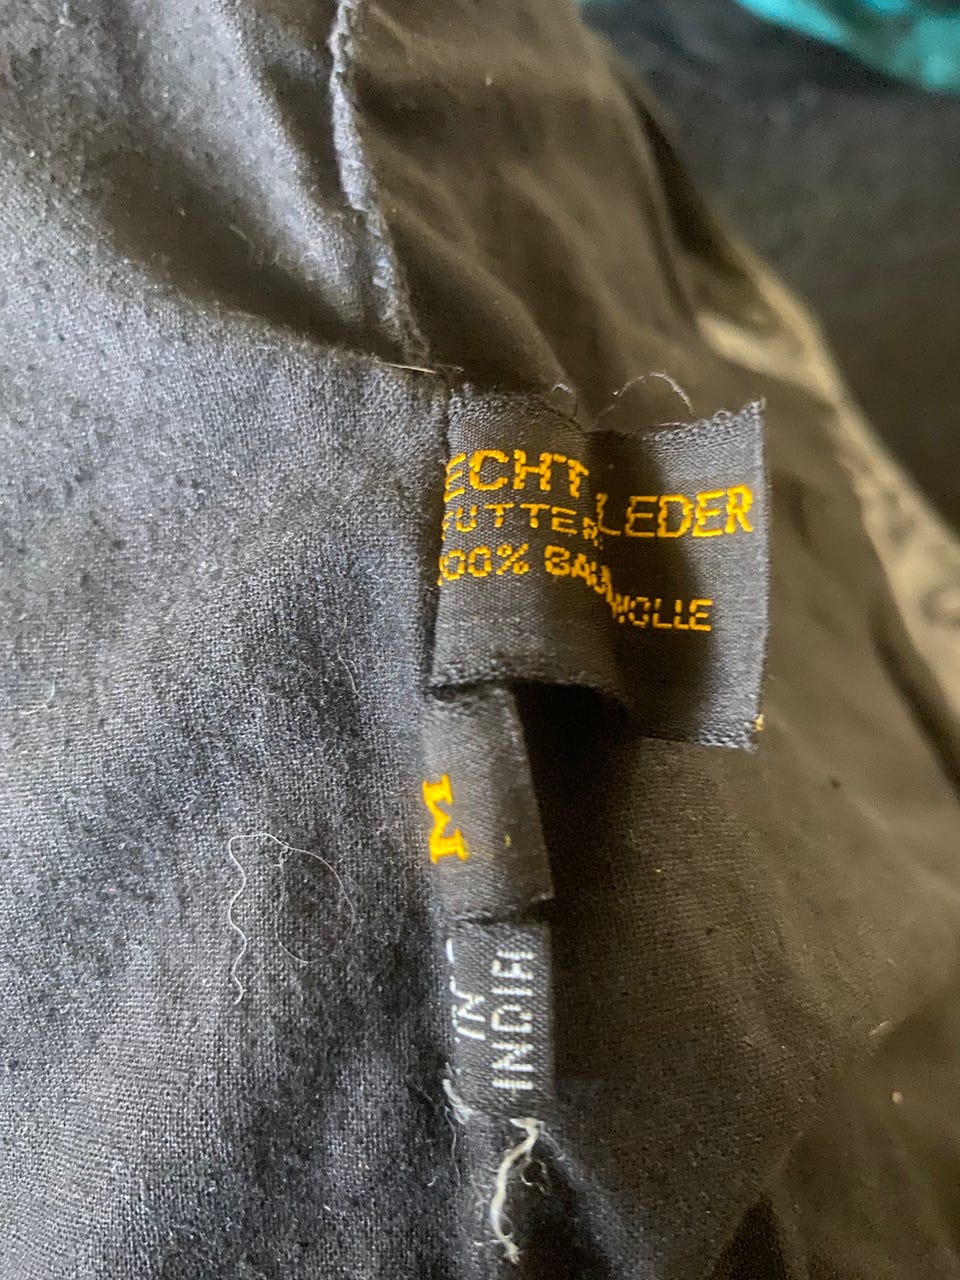 ECHT LEDER
FUTTER
100% BAUMWOLLE
M
IN
INDIA